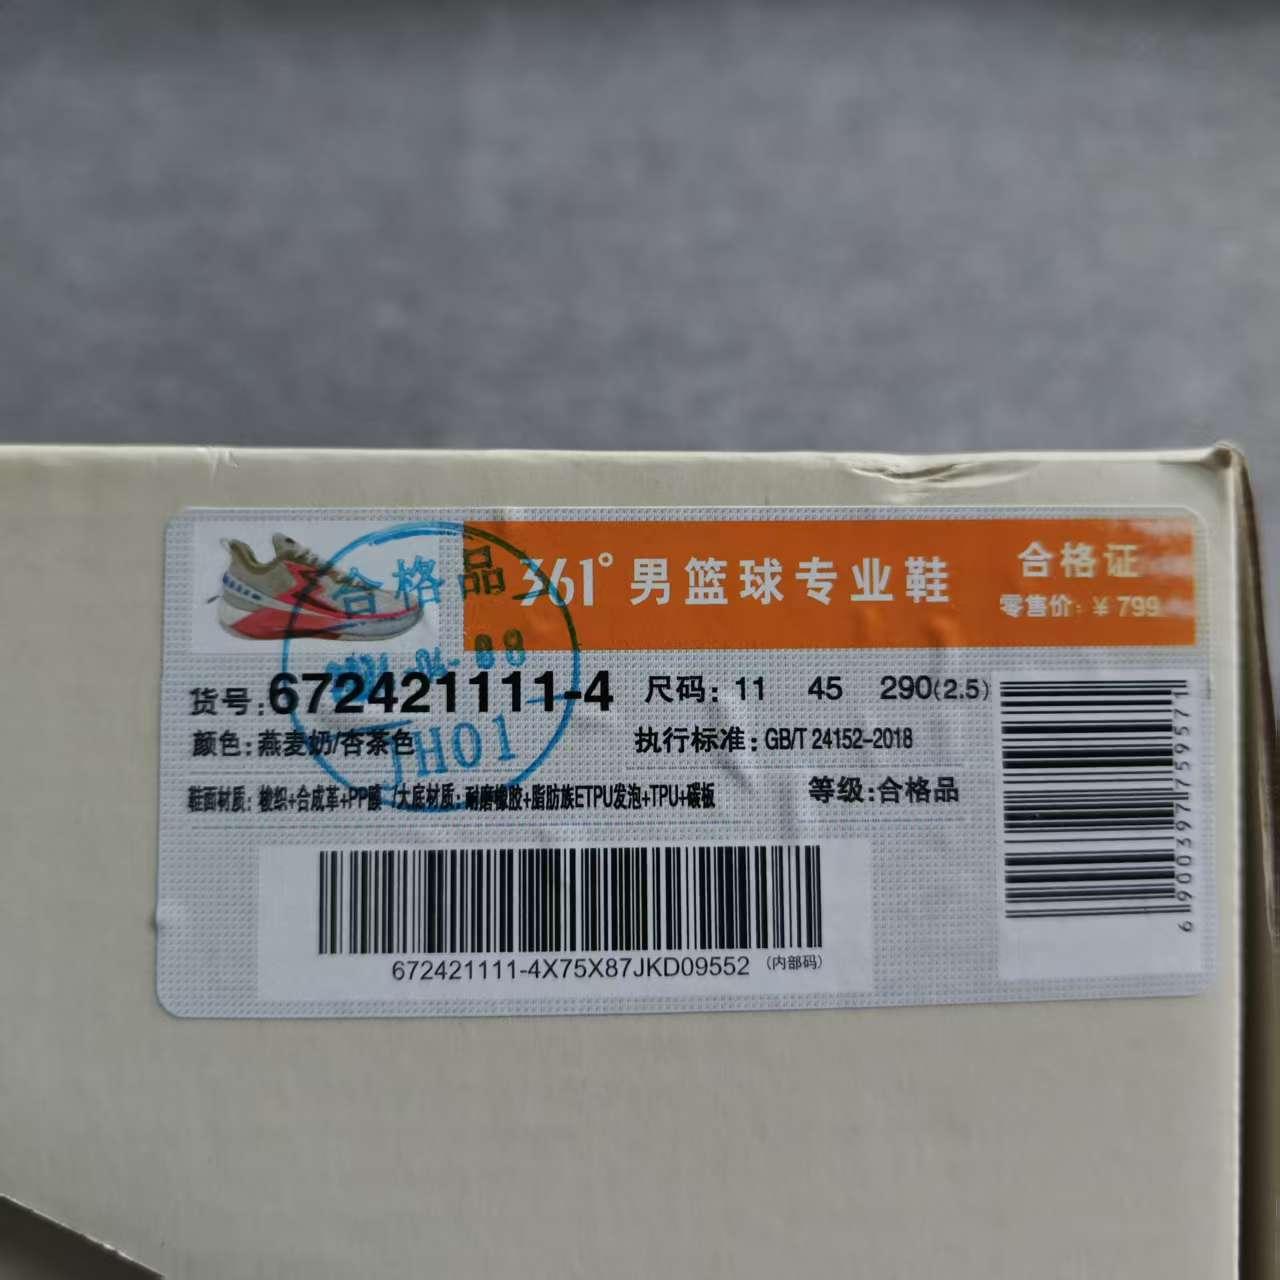 361° 男篮球专业鞋
合格证
零售价：¥ 799
合格品
JH01
货号:672421111-4
尺码: 11 45 290(2.5)
颜色:燕麦奶/杏茶色
执行标准:GB/T 24152-2018
鞋面材质: 梭织+合成革+PP膜 /大底材质:耐磨橡胶+脂肪族ETPU发泡+TPU+碳板
等级:合格品
672421111-4X75X87JKD09552 (内部码)
6900397759571